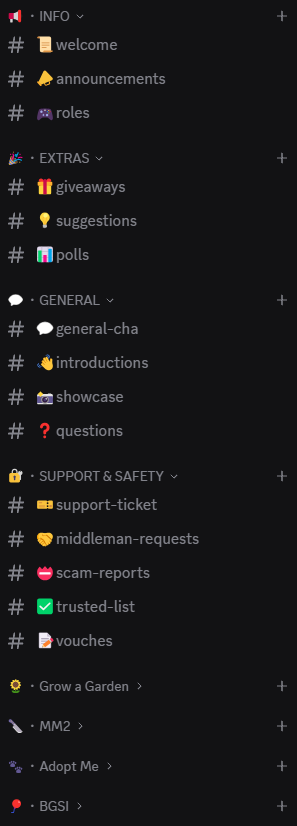 📢 · INFO
# 📜welcome
# 📣announcements
# 🎮roles
🎉 · EXTRAS
# 🎁giveaways
# 💡suggestions
# 📊polls
💬 · GENERAL
# 💬general-cha
# 👋introductions
# 📸showcase
# ❓questions
🔐 · SUPPORT & SAFETY
# 🎫support-ticket
# 🤝middleman-requests
# 📛scam-reports
# ✅trusted-list
# 📝vouches
🌻 · Grow a Garden
🔪 · MM2
🐾 · Adopt Me
🎈 · BGSI